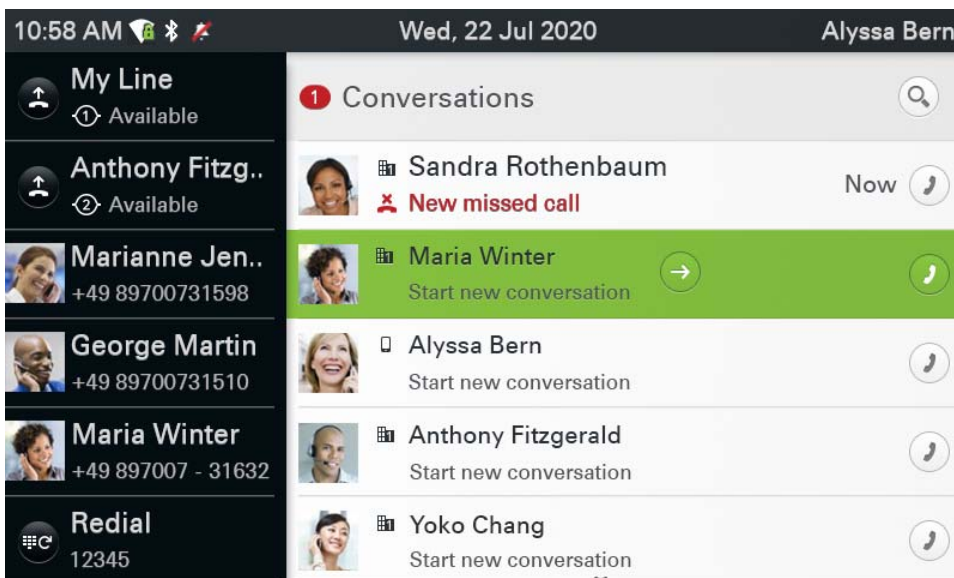 10:58 AM Wed, 22 Jul 2020 Alyssa Bern
My Line
1 Available
Anthony Fitzg..
2 Available
Marianne Jen..
+49 89700731598
George Martin
+49 89700731510
Maria Winter
+49 897007 - 31632
Redial
12345
1 Conversations
Sandra Rothenbaum
New missed call
Now
Maria Winter
Start new conversation
Alyssa Bern
Start new conversation
Anthony Fitzgerald
Start new conversation
Yoko Chang
Start new conversation